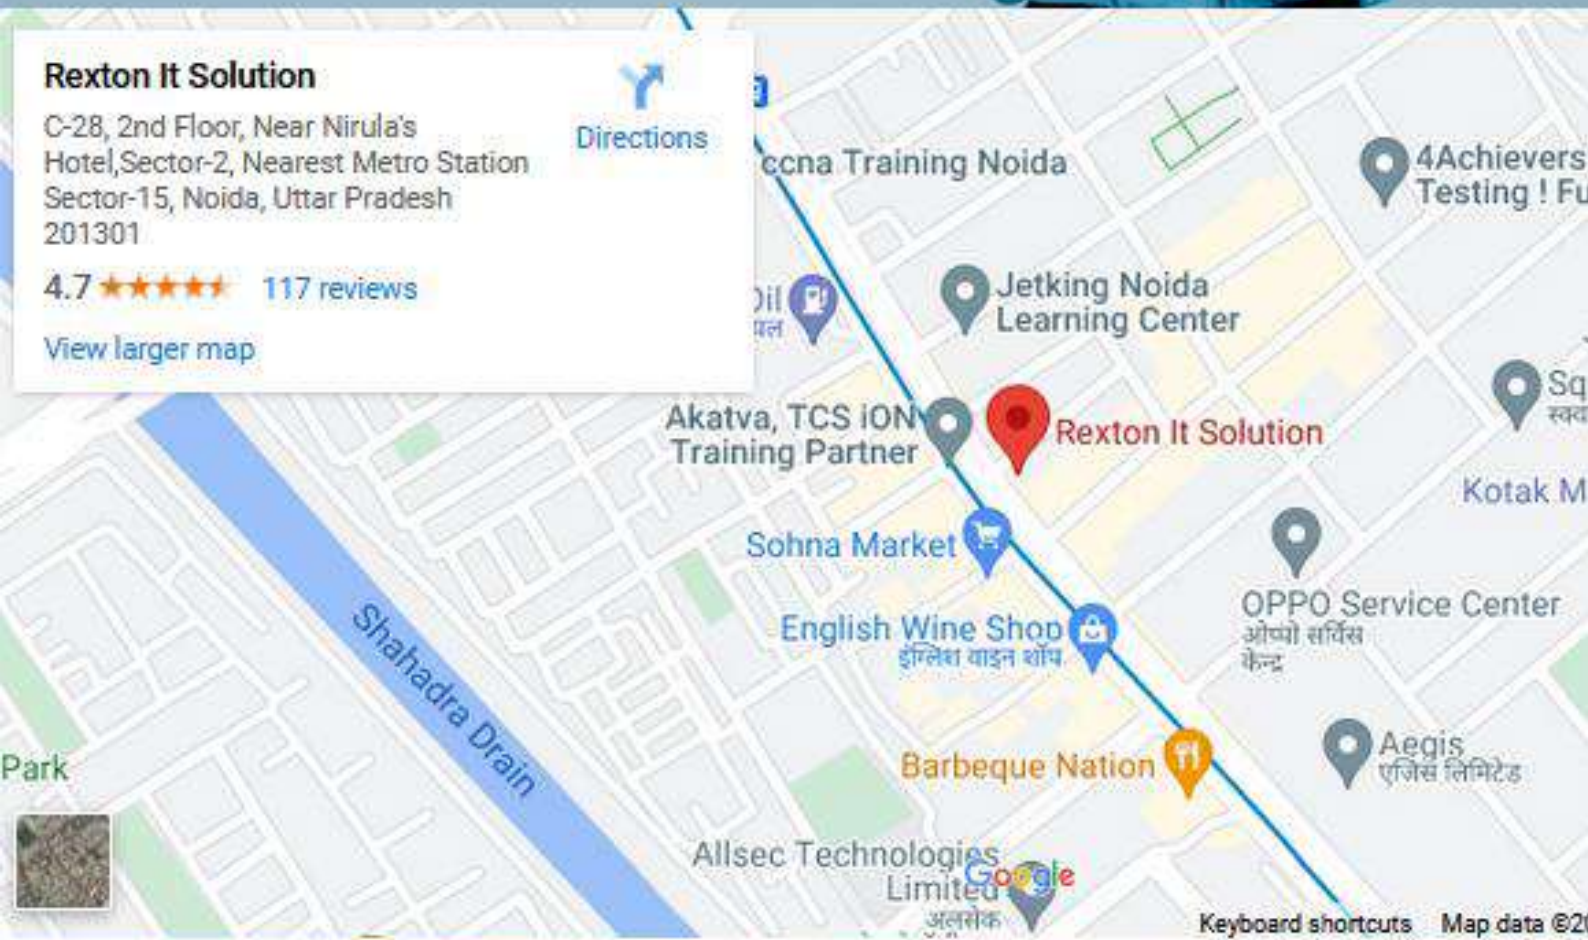 Rexton It Solution
C-28, 2nd Floor, Near Nirula's
Hotel,Sector-2, Nearest Metro Station
Sector-15, Noida, Uttar Pradesh
201301
4.7
117 reviews
View larger map
Directions
ccna Training Noida
4Achievers
Testing ! Fu
Jetking Noida
Learning Center
Akatva, TCS iON
Training Partner
Rexton It Solution
Sq
Kotak M
Sohna Market
OPPO Service Center
ओप्पो सर्विस
केन्द्र
English Wine Shop
इंग्लिश वाइन शॉप
Shahadra Drain
Aegis
एजिस लिमिटेड
Park
Barbeque Nation
Allsec Technologies
Limited
अलसेक
Google
Keyboard shortcuts
Map data ©20